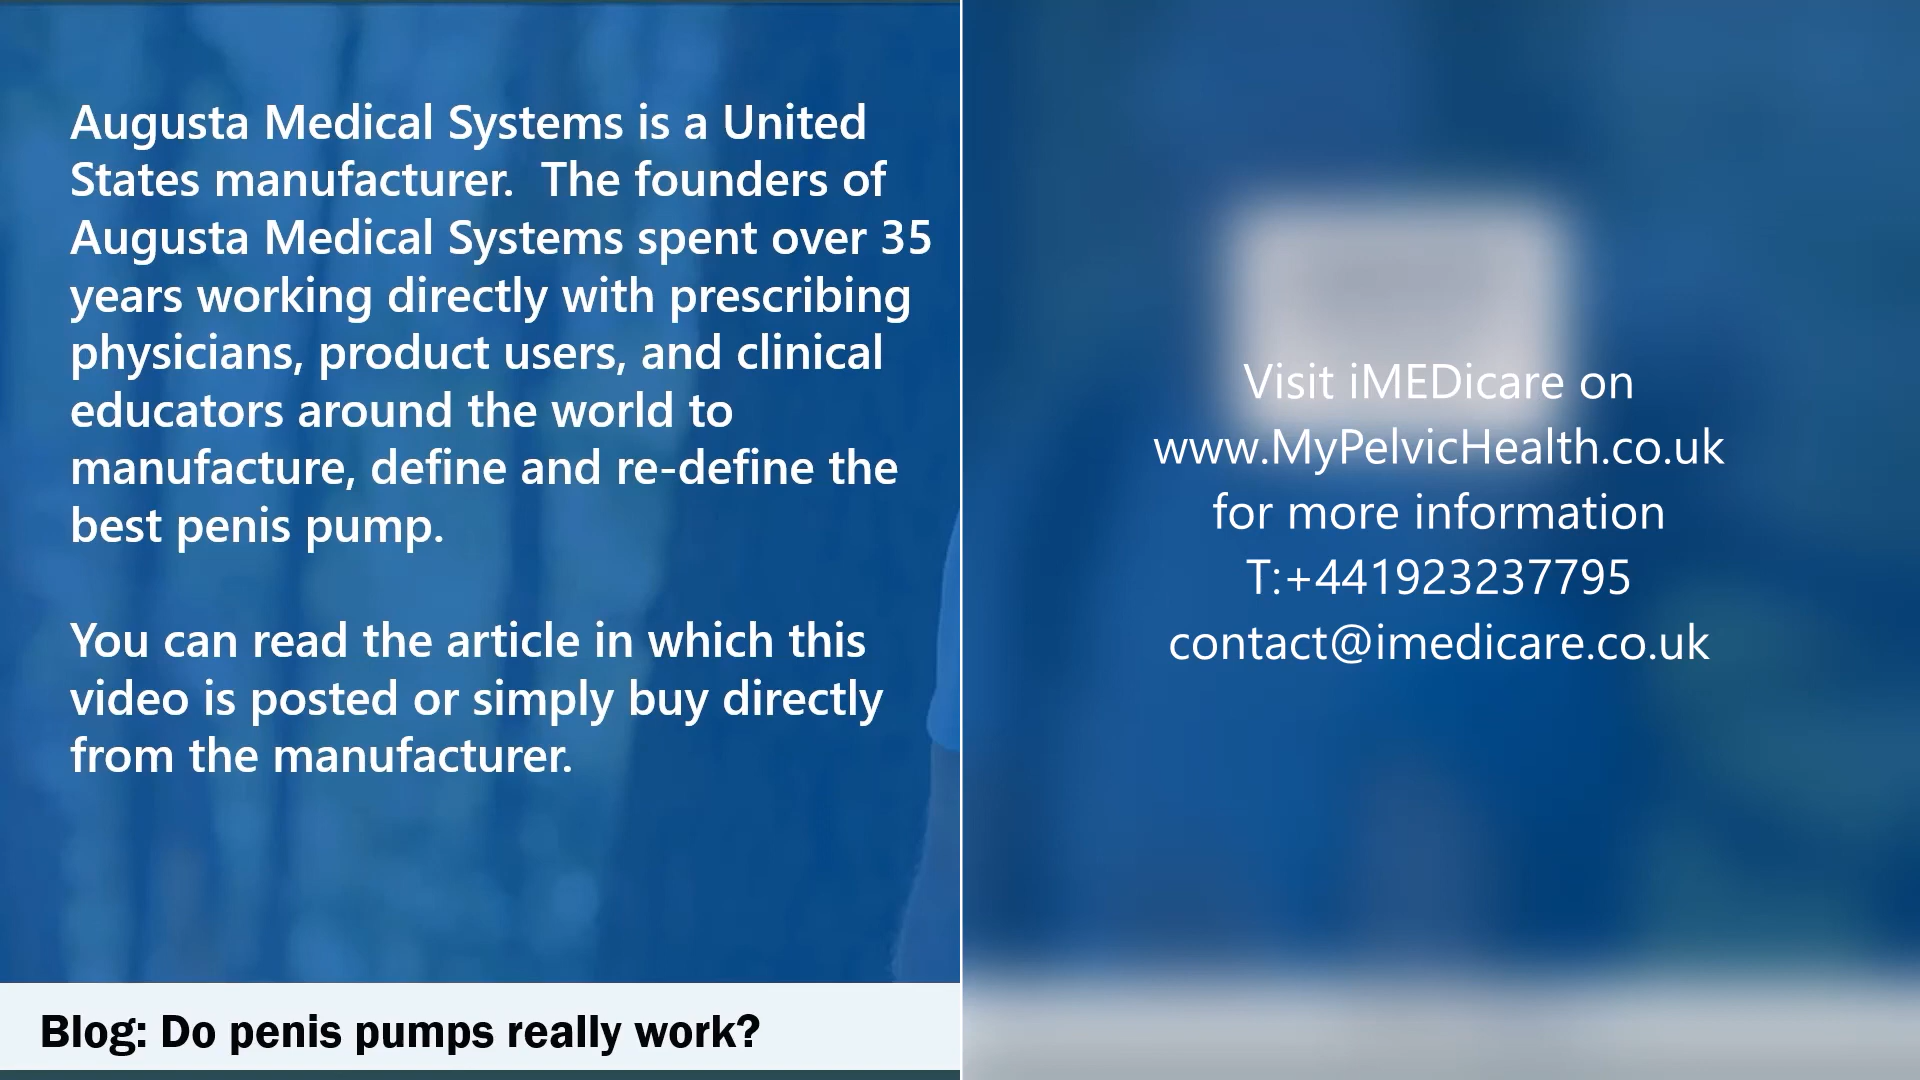 Augusta Medical Systems is a United
States manufacturer.  The founders of
Augusta Medical Systems spent over 35
years working directly with prescribing
physicians, product users, and clinical
educators around the world to
manufacture, define and re-define the
best penis pump.
You can read the article in which this
video is posted or simply buy directly
from the manufacturer.
Blog: Do penis pumps really work?
Visit iMEDicare on
www.MyPelvicHealth.co.uk
for more information
T:+441923237795
contact@imedicare.co.uk